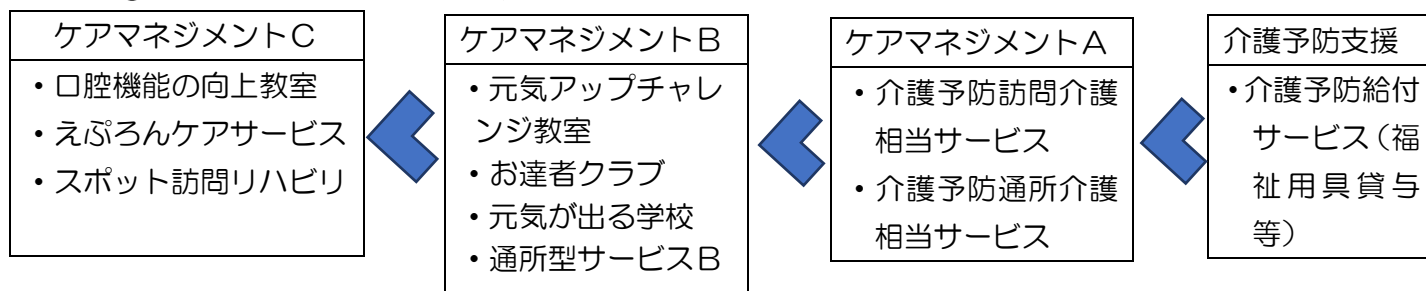 ケアマネジメントC
・口腔機能の向上教室
・えぷろんケアサービス
・スポット訪問リハビリ
ケアマネジメントB
・元気アップチャレ
ンジ教室
・お達者クラブ
・元気が出る学校
・通所型サービスB
ケアマネジメントA
・介護予防訪問介護
相当サービス
・介護予防通所介護
相当サービス
介護予防支援
・介護予防給付
サービス（福
祉用具貸与
等）